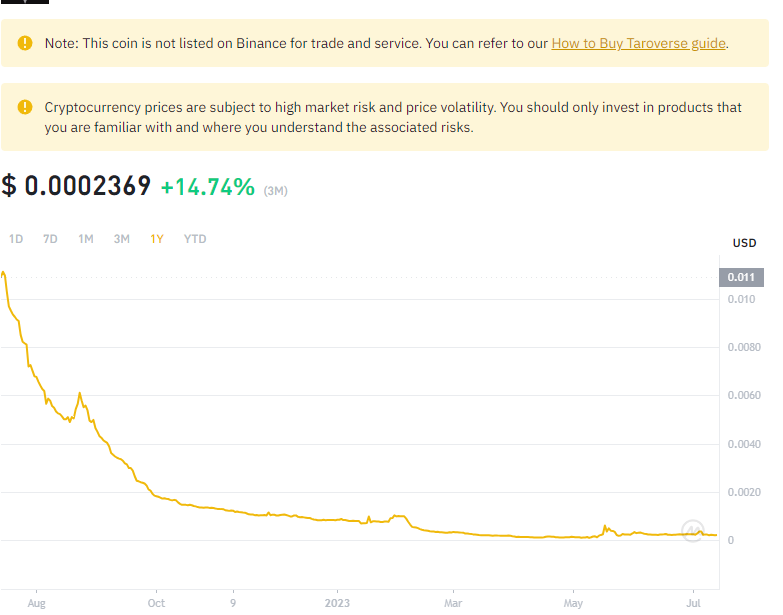 Note: This coin is not listed on Binance for trade and service. You can refer to our How to Buy Taroverse guide.
Cryptocurrency prices are subject to high market risk and price volatility. You should only invest in products that
you are familiar with and where you understand the associated risks.
$ 0.0002369 +14.74% (3M)
1D 7D 1M 3M 1Y YTD
USD
0.011
0.010
0.0080
0.0060
0.0040
0.0020
0
Aug Oct 9 2023 Mar May Jul